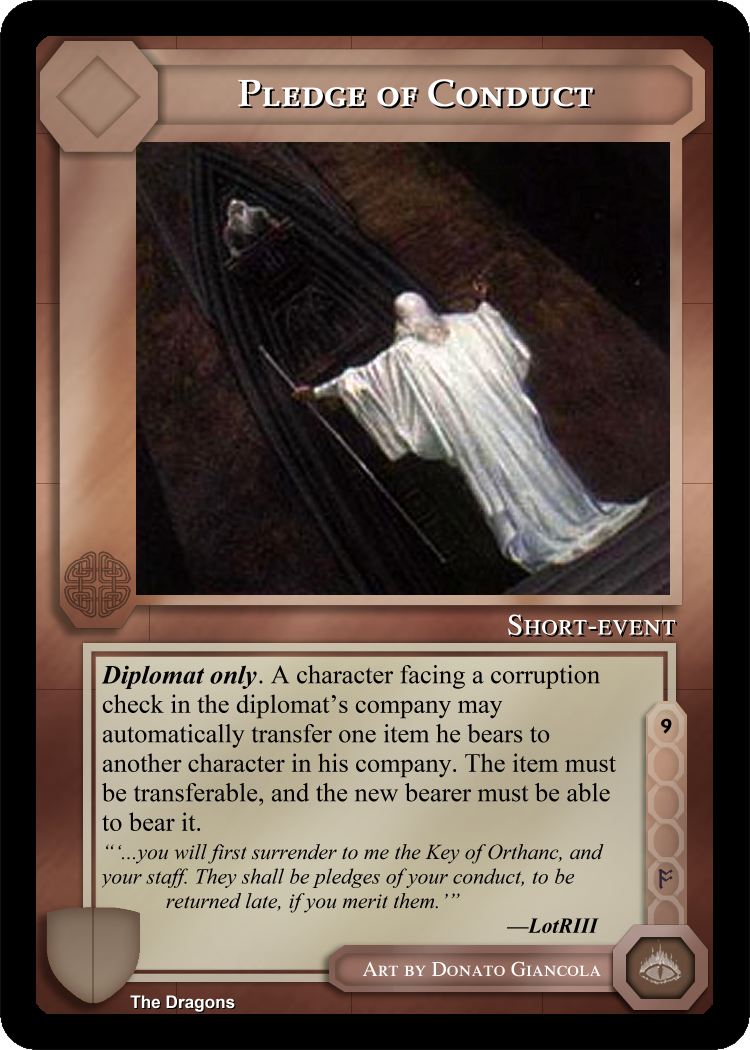 Pledge of Conduct
Short-event
Diplomat only. A character facing a corruption
check in the diplomat’s company may
automatically transfer one item he bears to
another character in his company. The item must
be transferable, and the new bearer must be able
to bear it.
“‘...you will first surrender to me the Key of Orthanc, and
your staff. They shall be pledges of your conduct, to be
returned late, if you merit them.’”
—LotRIII
9
Art by Donato Giancola
The Dragons